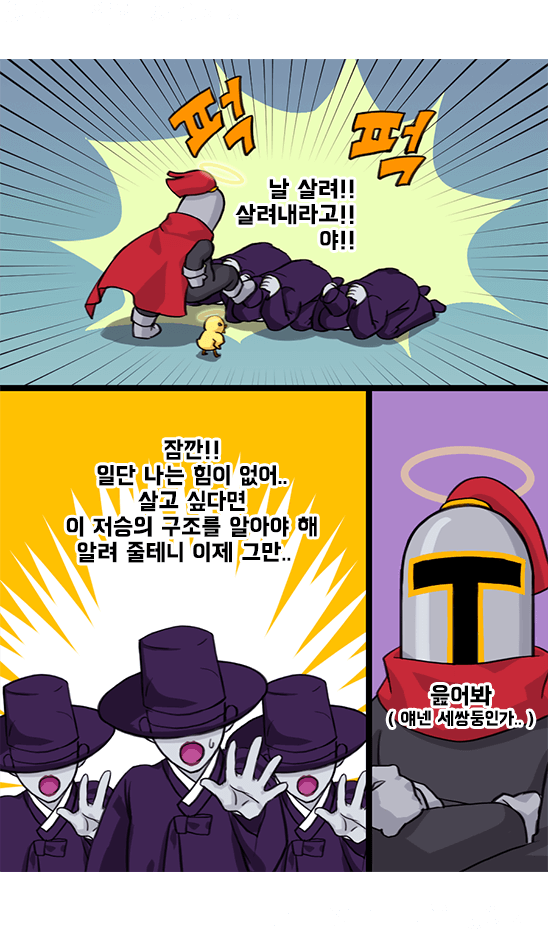 퍽
퍽
날 살려!!
살려내라고!!
야!!
잠깐!!
일단 나는 힘이 없어..
살고 싶다면
이 저승의 구조를 알아야 해
알려 줄테니 이제 그만..
읊어봐
( 얘넨 세쌍둥인가.. )